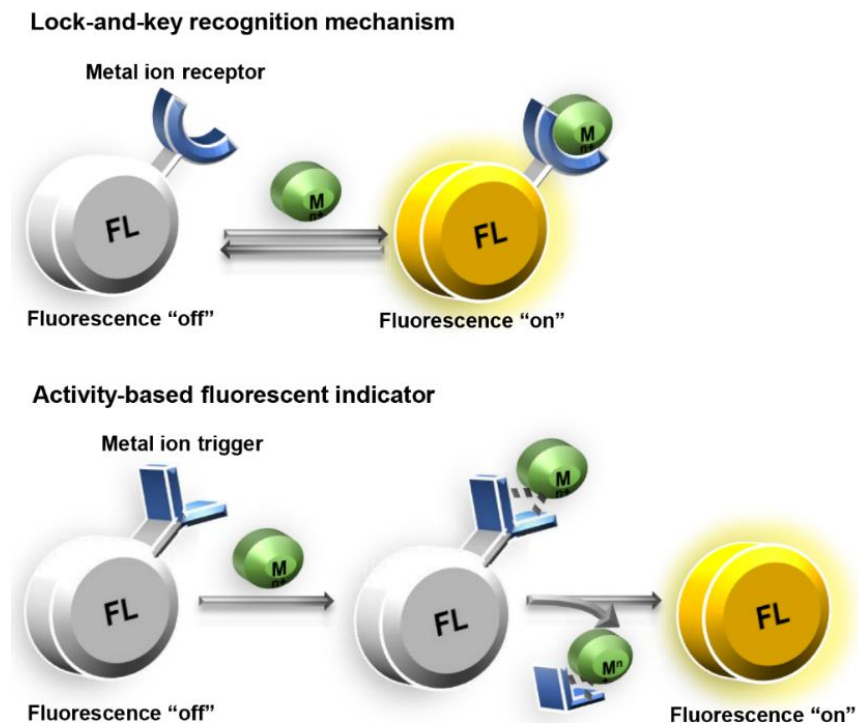 Lock-and-key recognition mechanism
Metal ion receptor
M
n+
M
n+
FL
FL
Fluorescence “off”
Fluorescence “on”
Activity-based fluorescent indicator
Metal ion trigger
M
n+
M
n+
FL
FL
FL
Mⁿ
+
Fluorescence “off”
Fluorescence “on”